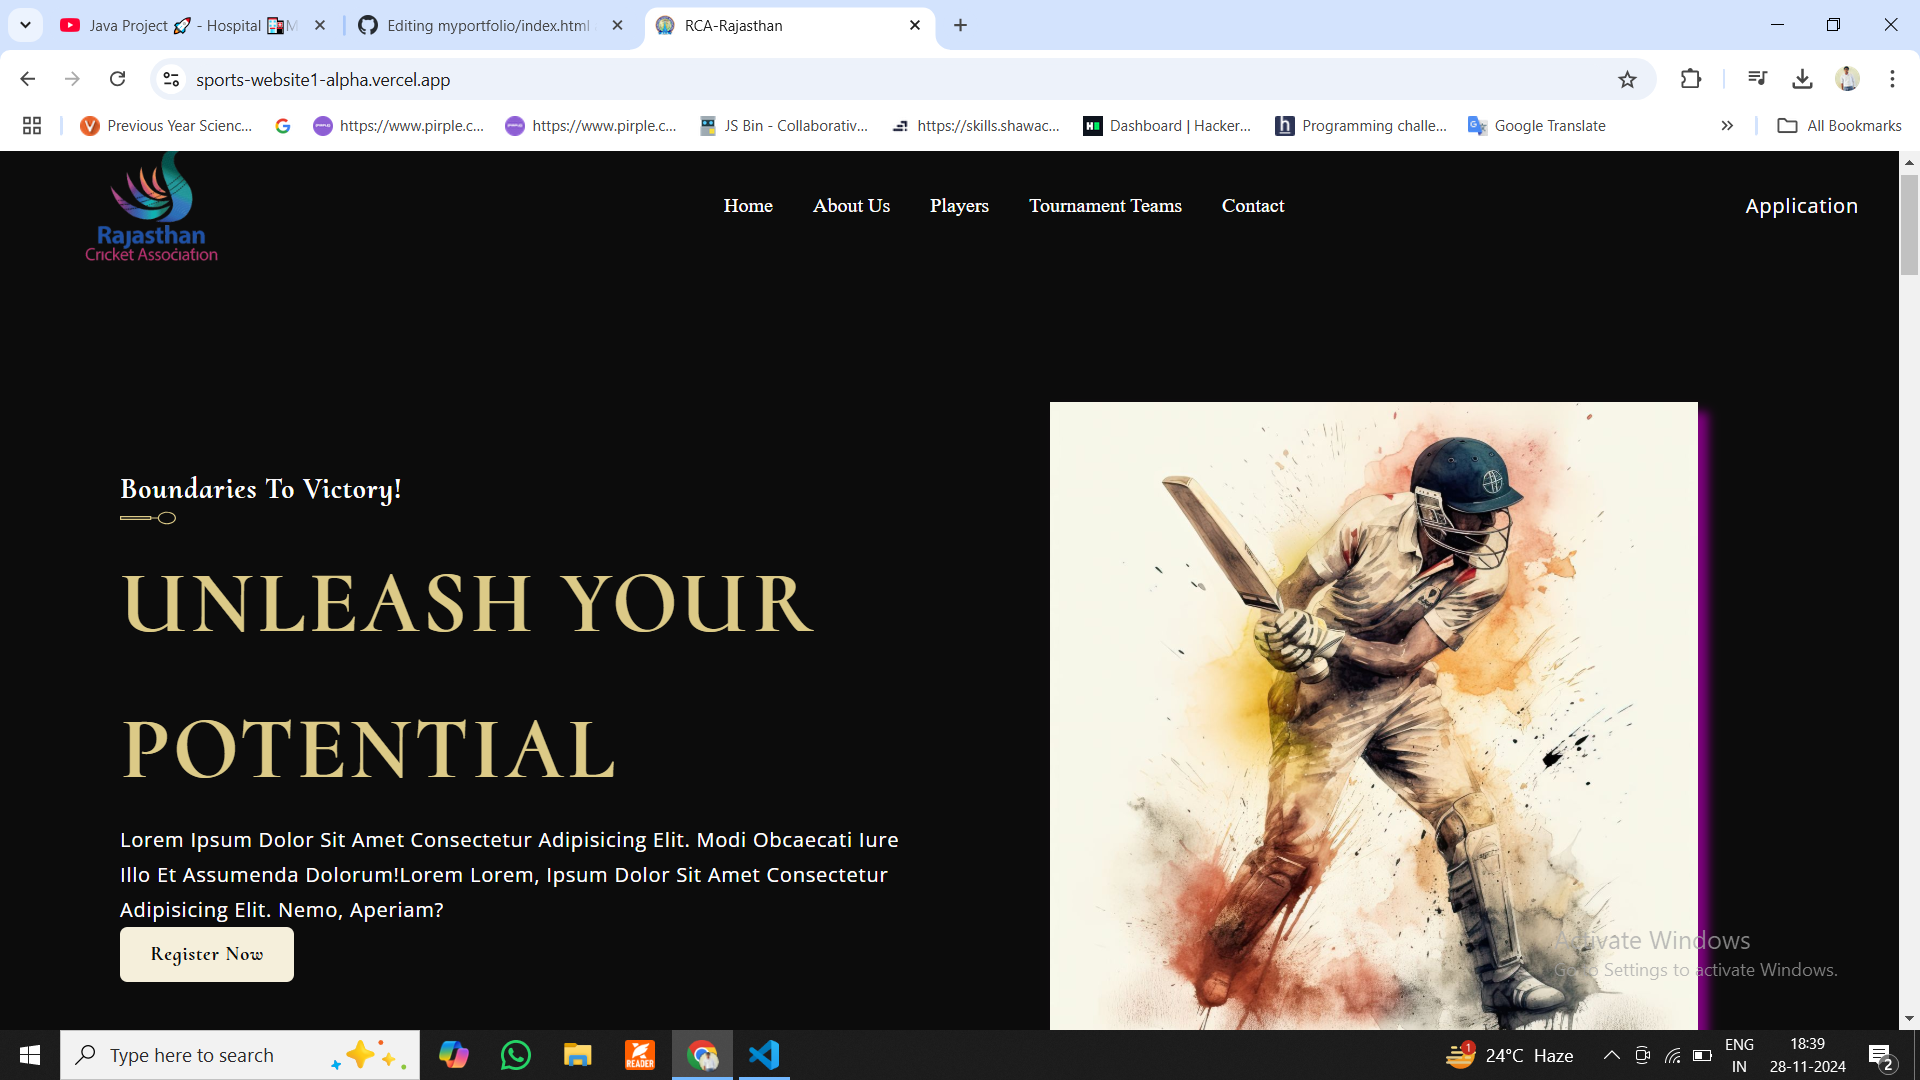 Java Project 🚀 - Hospital 🏥M
Editing myportfolio/index.html
RCA-Rajasthan
sports-website1-alpha.vercel.app
Previous Year Scienc...
https://www.pirple.c...
https://www.pirple.c...
JS Bin - Collaborativ...
https://skills.shawac...
Dashboard | Hacker...
Programming challe...
Google Translate
All Bookmarks
Rajasthan
Cricket Association
Home
About Us
Players
Tournament Teams
Contact
Application
Boundaries To Victory!
UNLEASH YOUR
POTENTIAL
Lorem Ipsum Dolor Sit Amet Consectetur Adipisicing Elit. Modi Obcaecati Iure
Illo Et Assumenda Dolorum!Lorem Lorem, Ipsum Dolor Sit Amet Consectetur
Adipisicing Elit. Nemo, Aperiam?
Register Now
Activate Windows
Go to Settings to activate Windows.
Type here to search
READER
1
24°C Haze
ENG
IN
18:39
28-11-2024
2